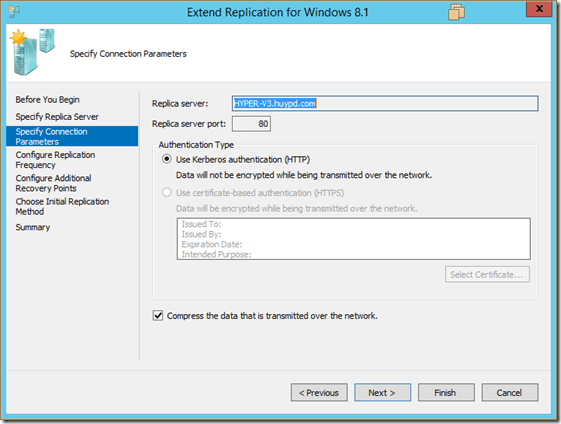 Extend Replication for Windows 8.1
x
Specify Connection Parameters
Before You Begin
Specify Replica Server
Specify Connection
Parameters
Configure Replication
Frequency
Configure Additional
Recovery Points
Choose Initial Replication
Method
Summary
Replica server: HYPER-V3.huypd.com
Replica server port: 80
Authentication Type
Use Kerberos authentication (HTTP)
Data will not be encrypted while being transmitted over the network.
Use certificate-based authentication (HTTPS)
Data will be encrypted while being transmitted over the network.
Issued To:
Issued By:
Expiration Date:
Intended Purpose:
Select Certificate...
Compress the data that is transmitted over the network.
< Previous Next > Finish Cancel